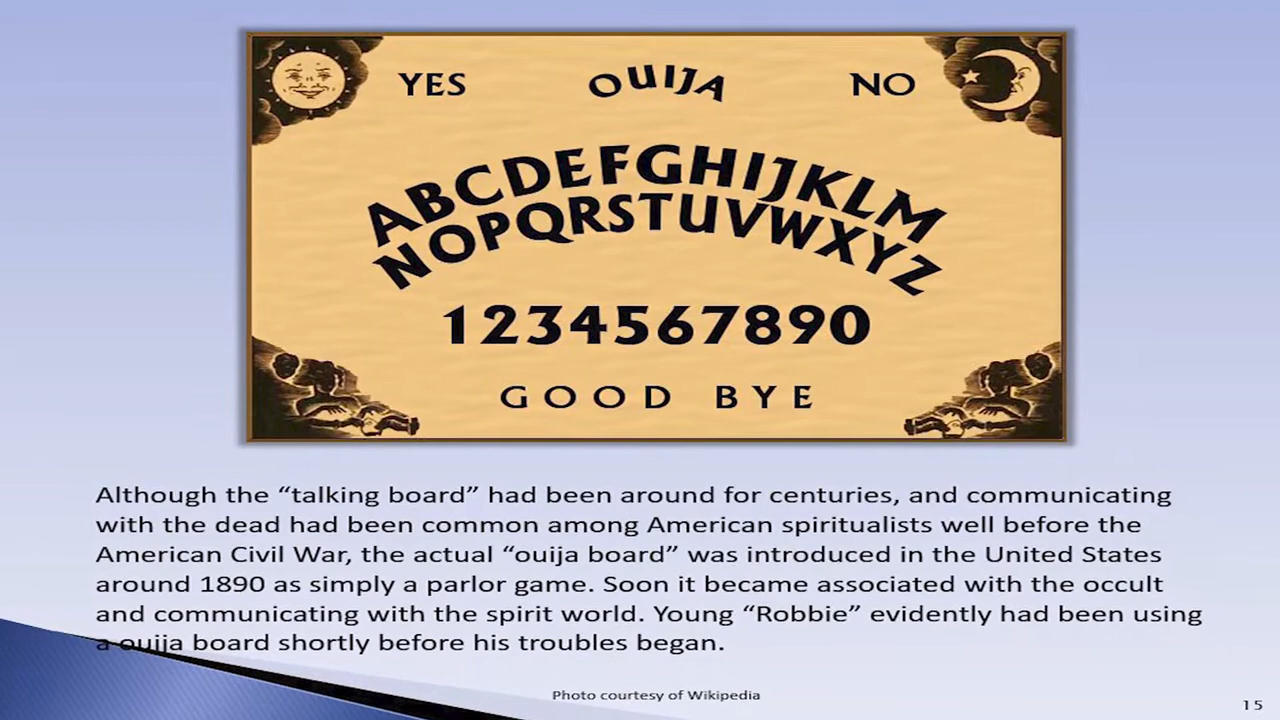 YES OUIJA NO
ABCDEFGHIJKLM
NOPQRSTUVWXYZ
1234567890
GOOD BYE
Although the “talking board” had been around for centuries, and communicating
with the dead had been common among American spiritualists well before the
American Civil War, the actual “ouija board” was introduced in the United States
around 1890 as simply a parlor game. Soon it became associated with the occult
and communicating with the spirit world. Young “Robbie” evidently had been using
a ouija board shortly before his troubles began.
Photo courtesy of Wikipedia
15